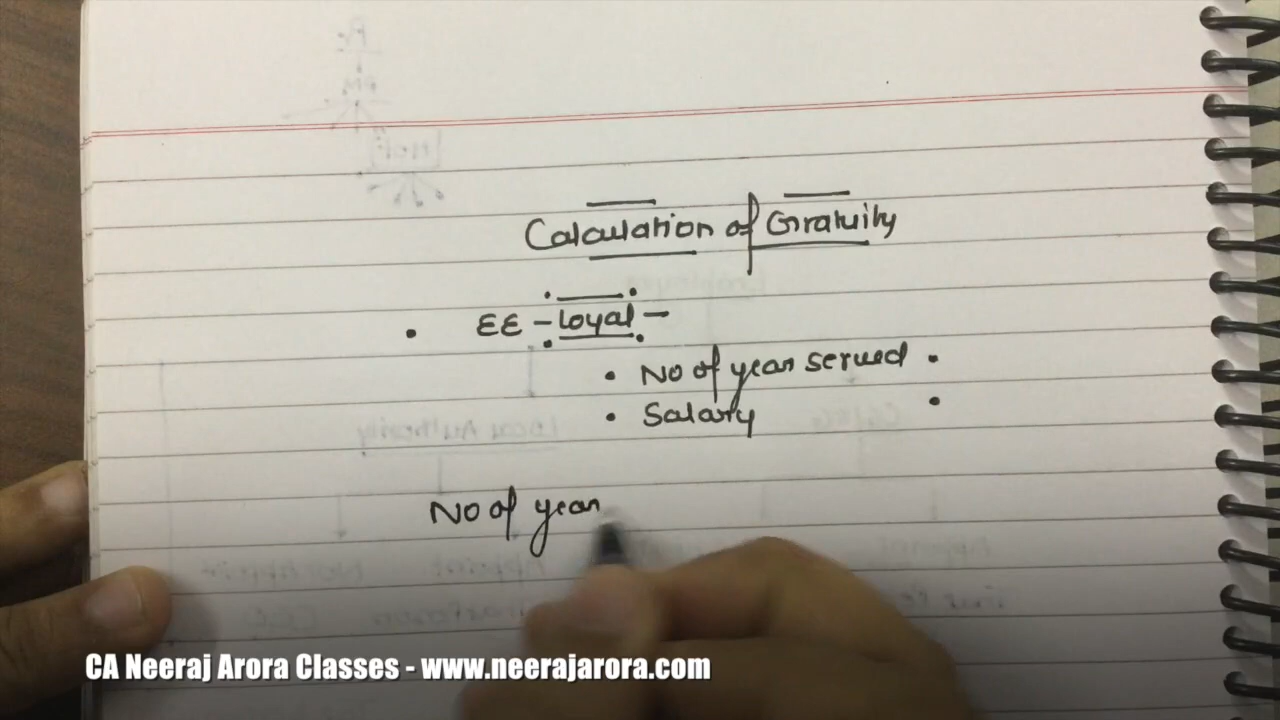 Calculation of Gratuity
• EE - Loyal -
• No of year served •
• Salary •
No of year
CA Neeraj Arora Classes - www.neerajarora.com